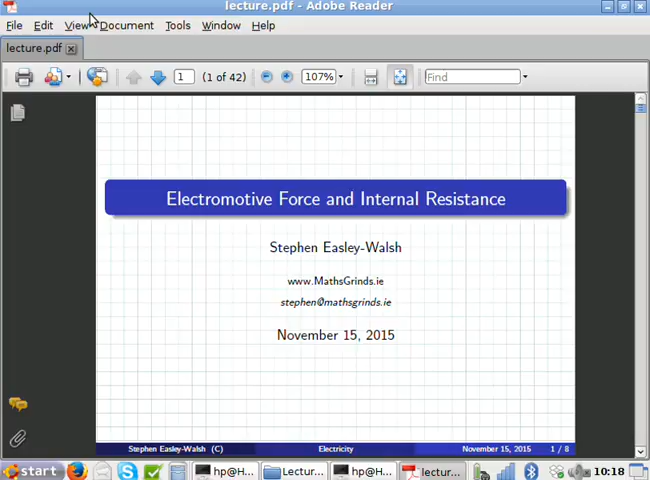 lecture.pdf - Adobe Reader
File Edit View Document Tools Window Help
lecture.pdf
1 (1 of 42) 107% Find
Electromotive Force and Internal Resistance
Stephen Easley-Walsh
www.MathsGrinds.ie
stephen@mathsgrinds.ie
November 15, 2015
Stephen Easley-Walsh (C) Electricity November 15, 2015 1 / 8
start hp@H... Lectur... hp@H... lectur... 10:18